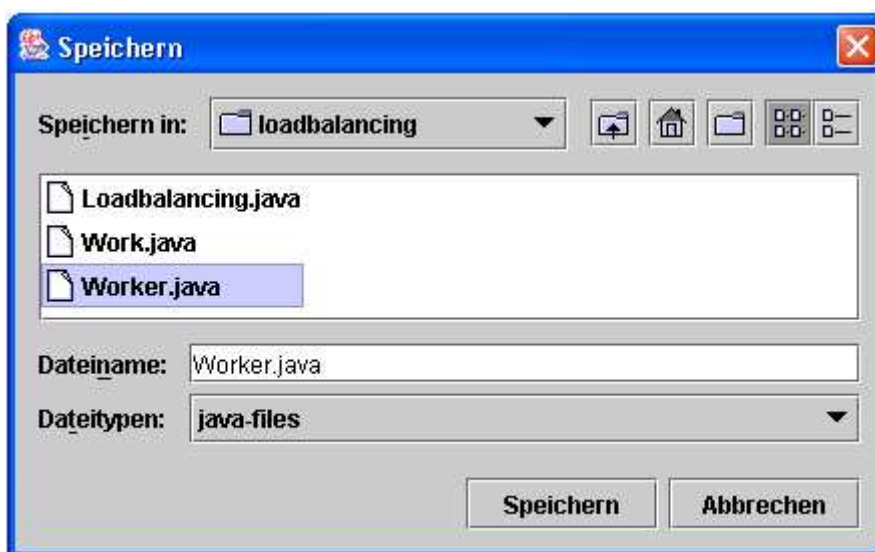 Speichern
Speichern in: loadbalancing
Loadbalancing.java
Work.java
Worker.java
Dateiname: Worker.java
Dateitypen: java-files
Speichern Abbrechen